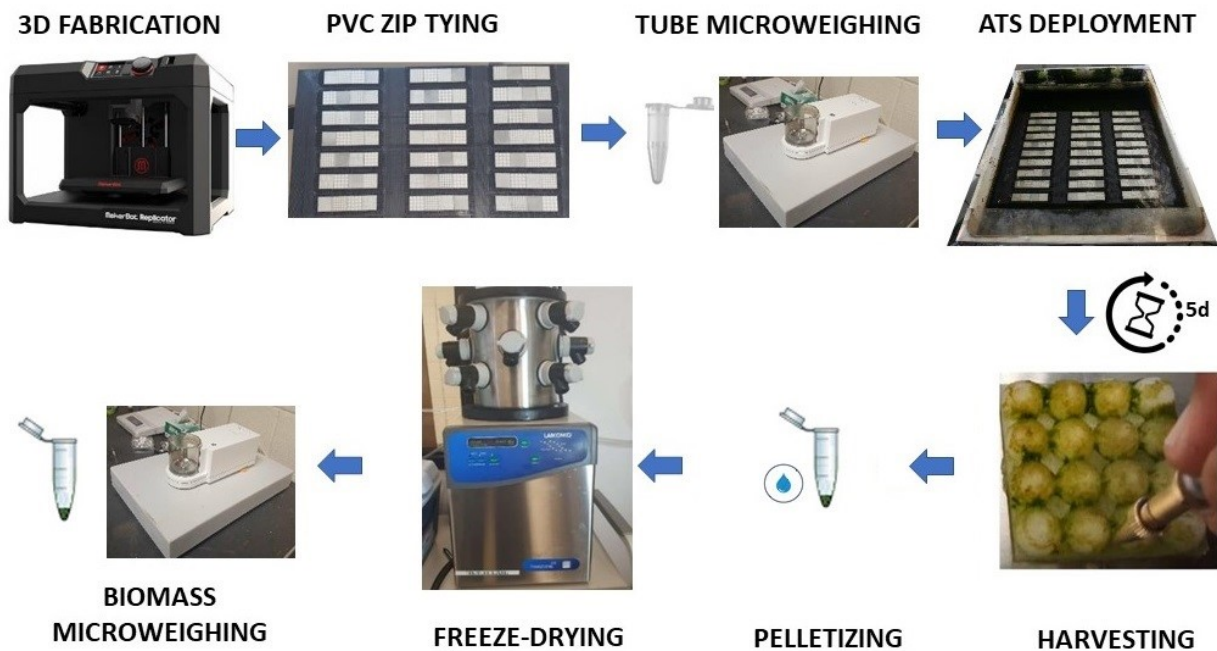 3D FABRICATION
PVC ZIP TYING
TUBE MICROWEIGHING
ATS DEPLOYMENT
MakerBot Replicator
5d
LABCONCO
BIOMASS
MICROWEIGHING
FREEZE-DRYING
PELLETIZING
HARVESTING